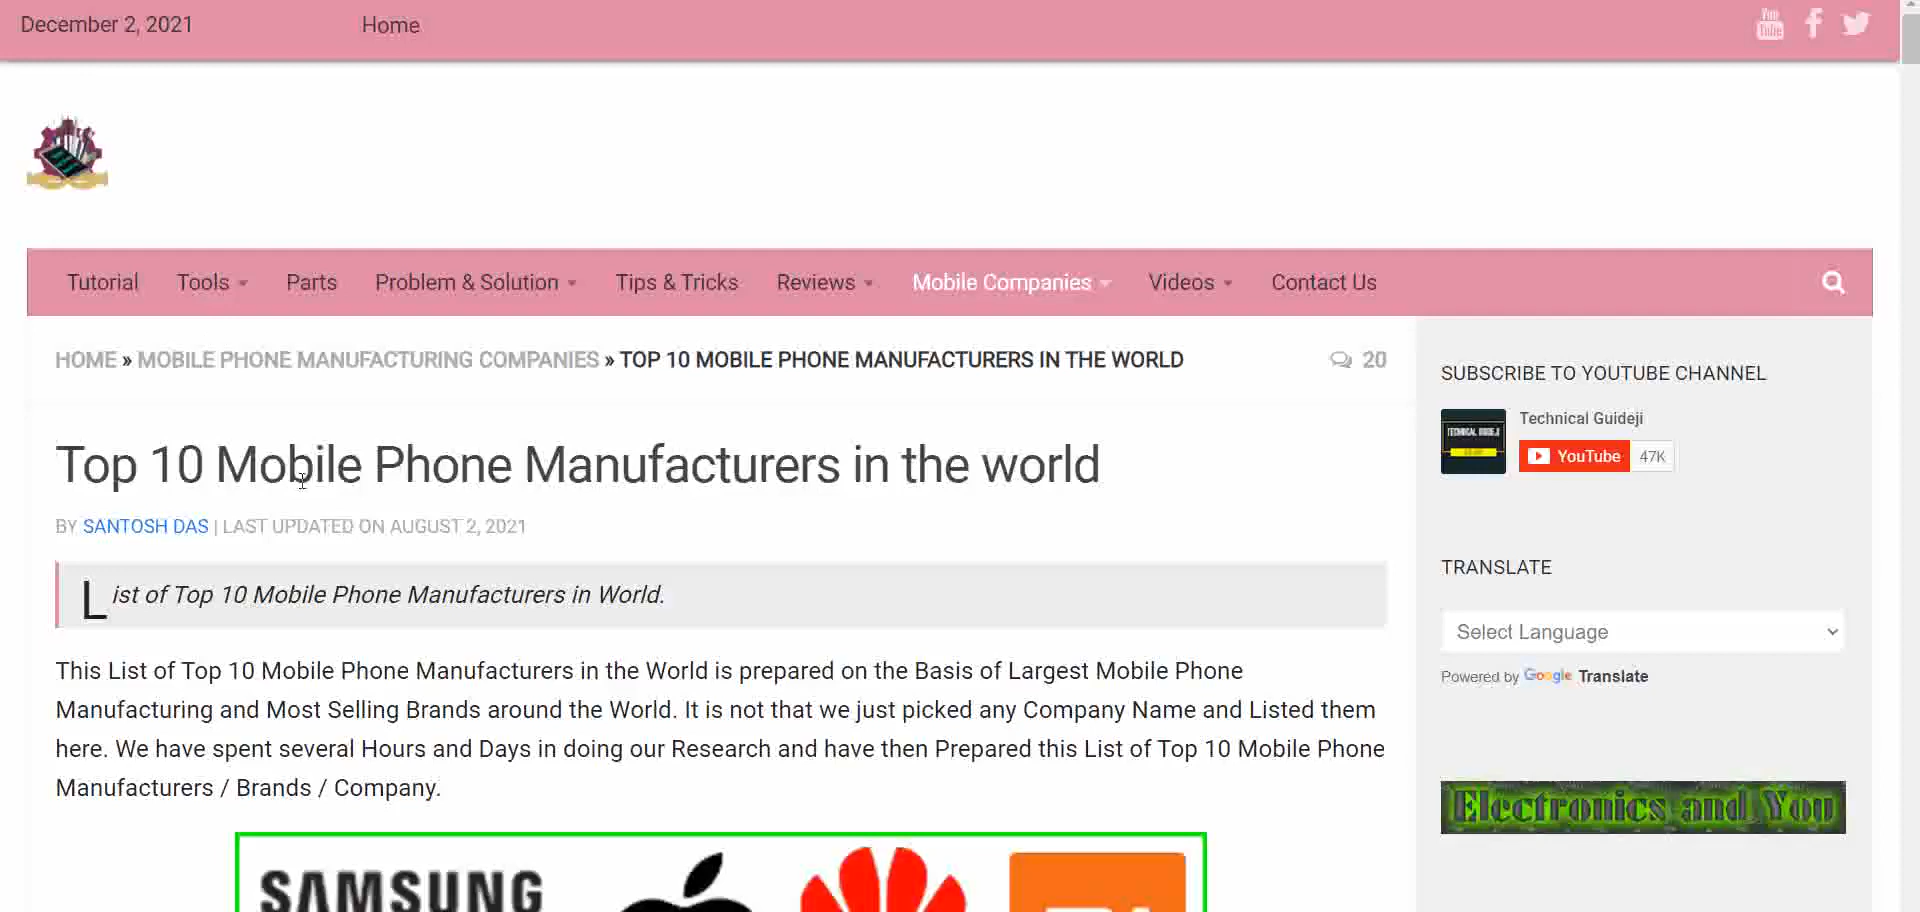 December 2, 2021
Home
You Tube
Tutorial Tools Parts Problem & Solution Tips & Tricks Reviews Mobile Companies Videos Contact Us
HOME » MOBILE PHONE MANUFACTURING COMPANIES » TOP 10 MOBILE PHONE MANUFACTURERS IN THE WORLD
20
Top 10 Mobile Phone Manufacturers in the world
BY SANTOSH DAS | LAST UPDATED ON AUGUST 2, 2021
List of Top 10 Mobile Phone Manufacturers in World.
This List of Top 10 Mobile Phone Manufacturers in the World is prepared on the Basis of Largest Mobile Phone
Manufacturing and Most Selling Brands around the World. It is not that we just picked any Company Name and Listed them
here. We have spent several Hours and Days in doing our Research and have then Prepared this List of Top 10 Mobile Phone
Manufacturers / Brands / Company.
SAMSUNG
SUBSCRIBE TO YOUTUBE CHANNEL
TECHNICAL GUIDEJI
Technical Guideji
YouTube 47K
TRANSLATE
Select Language
Powered by Google Translate
Electronics and You